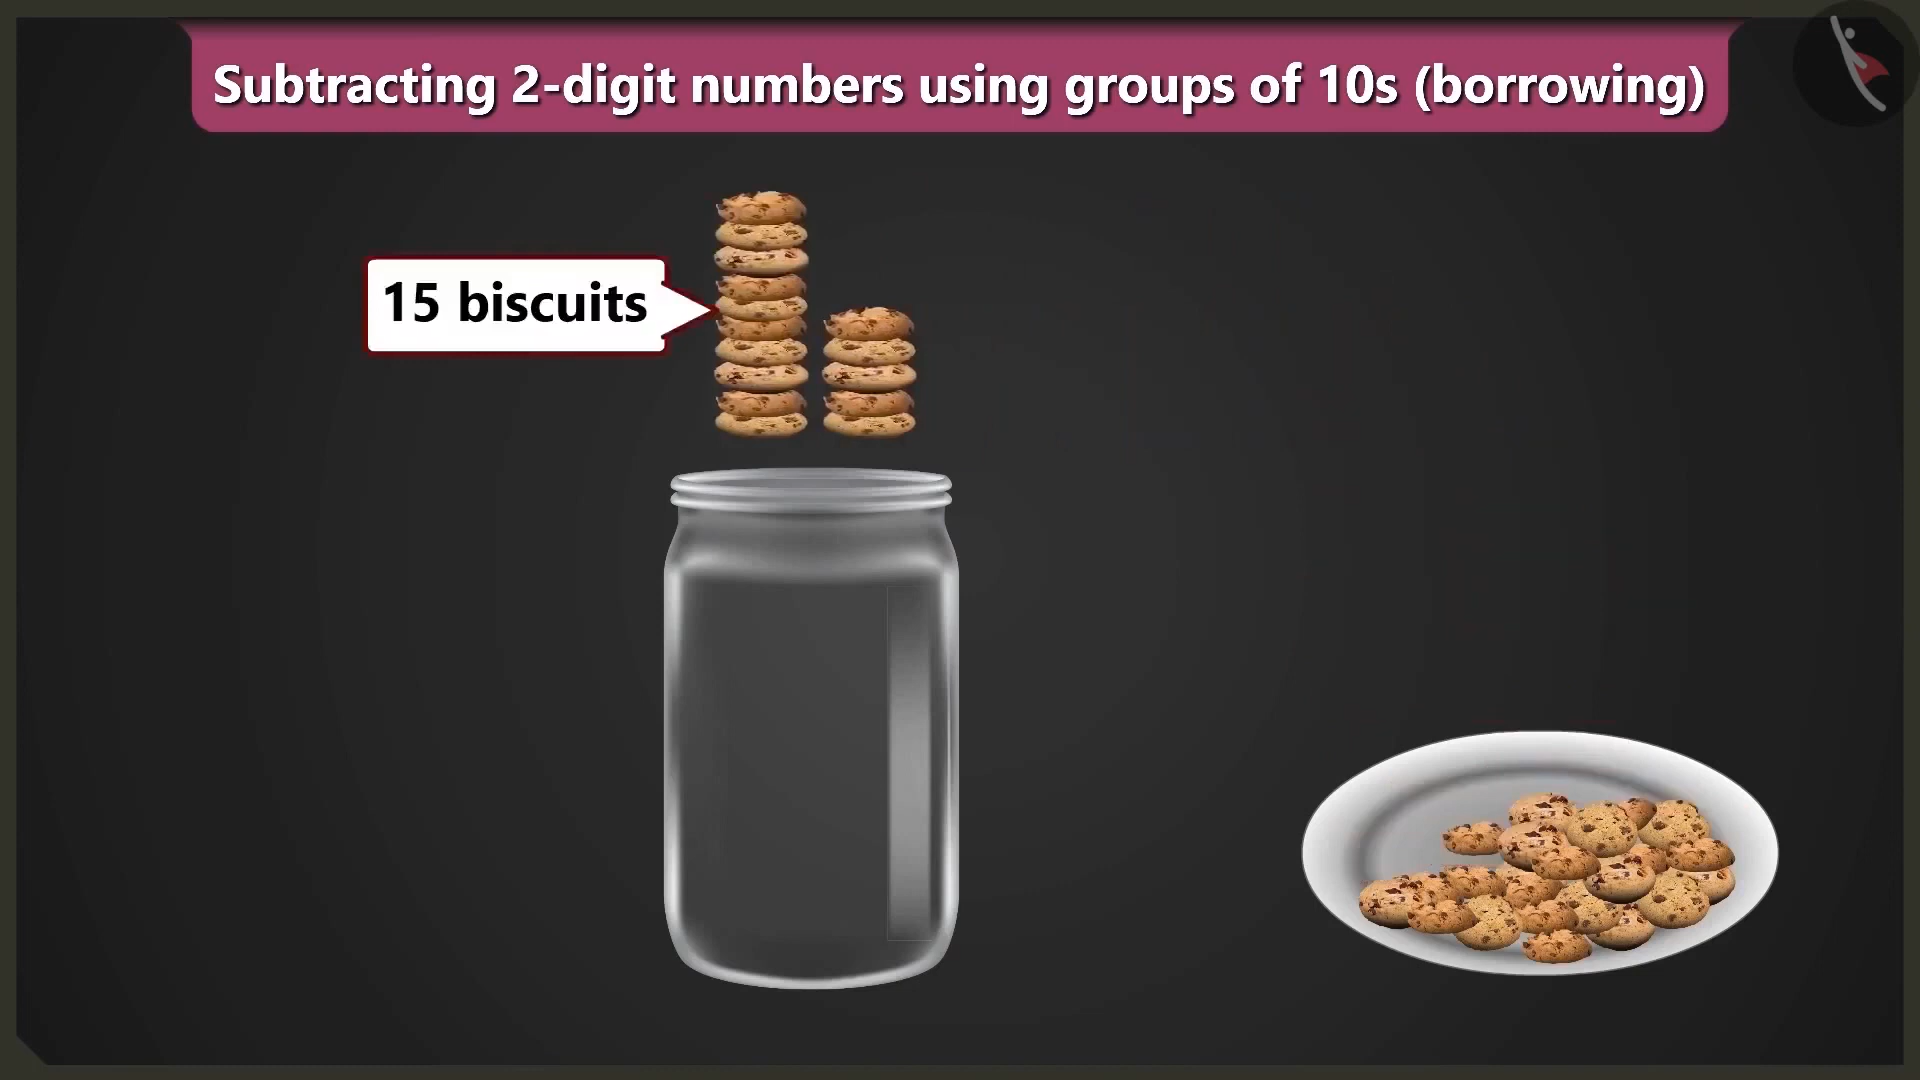 Subtracting 2-digit numbers using groups of 10s (borrowing)
15 biscuits